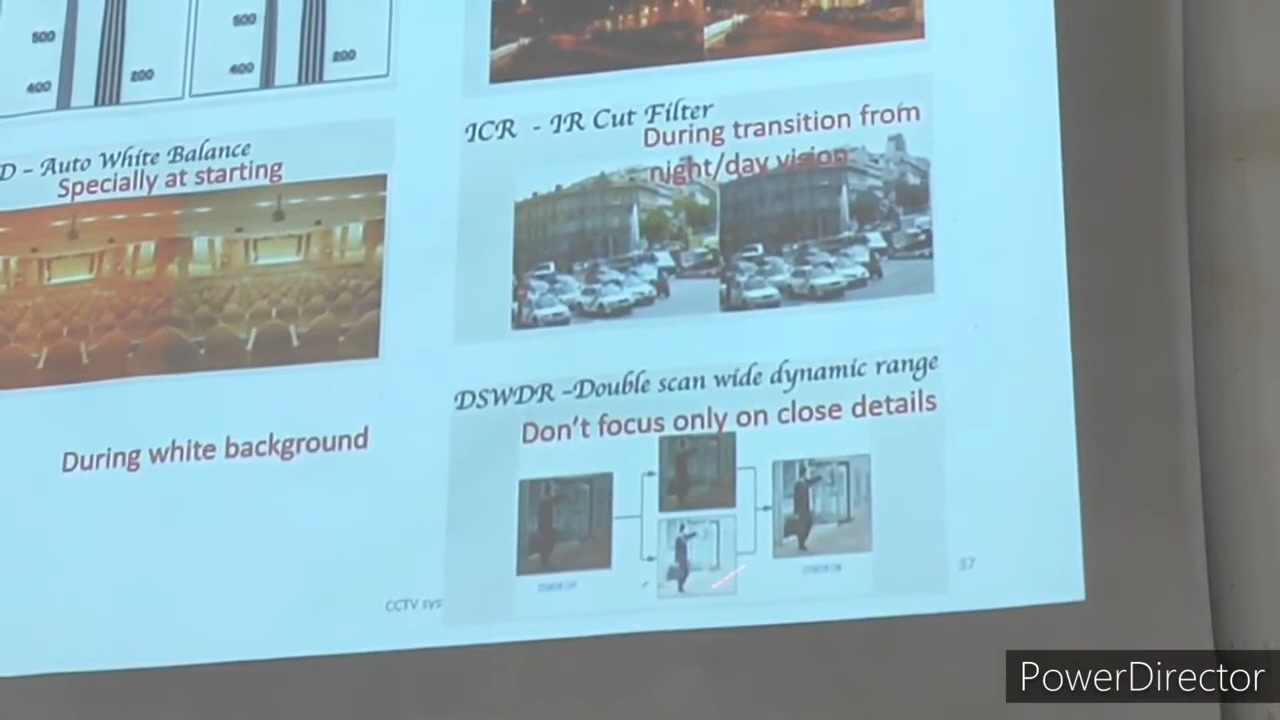 500
500
400
200
400
200
ICR - IR Cut Filter
During transition from
night/day vision
D – Auto White Balance
Specially at starting
DSWDR –Double scan wide dynamic range
Don't focus only on close details
During white background
CCTV sys
37
PowerDirector